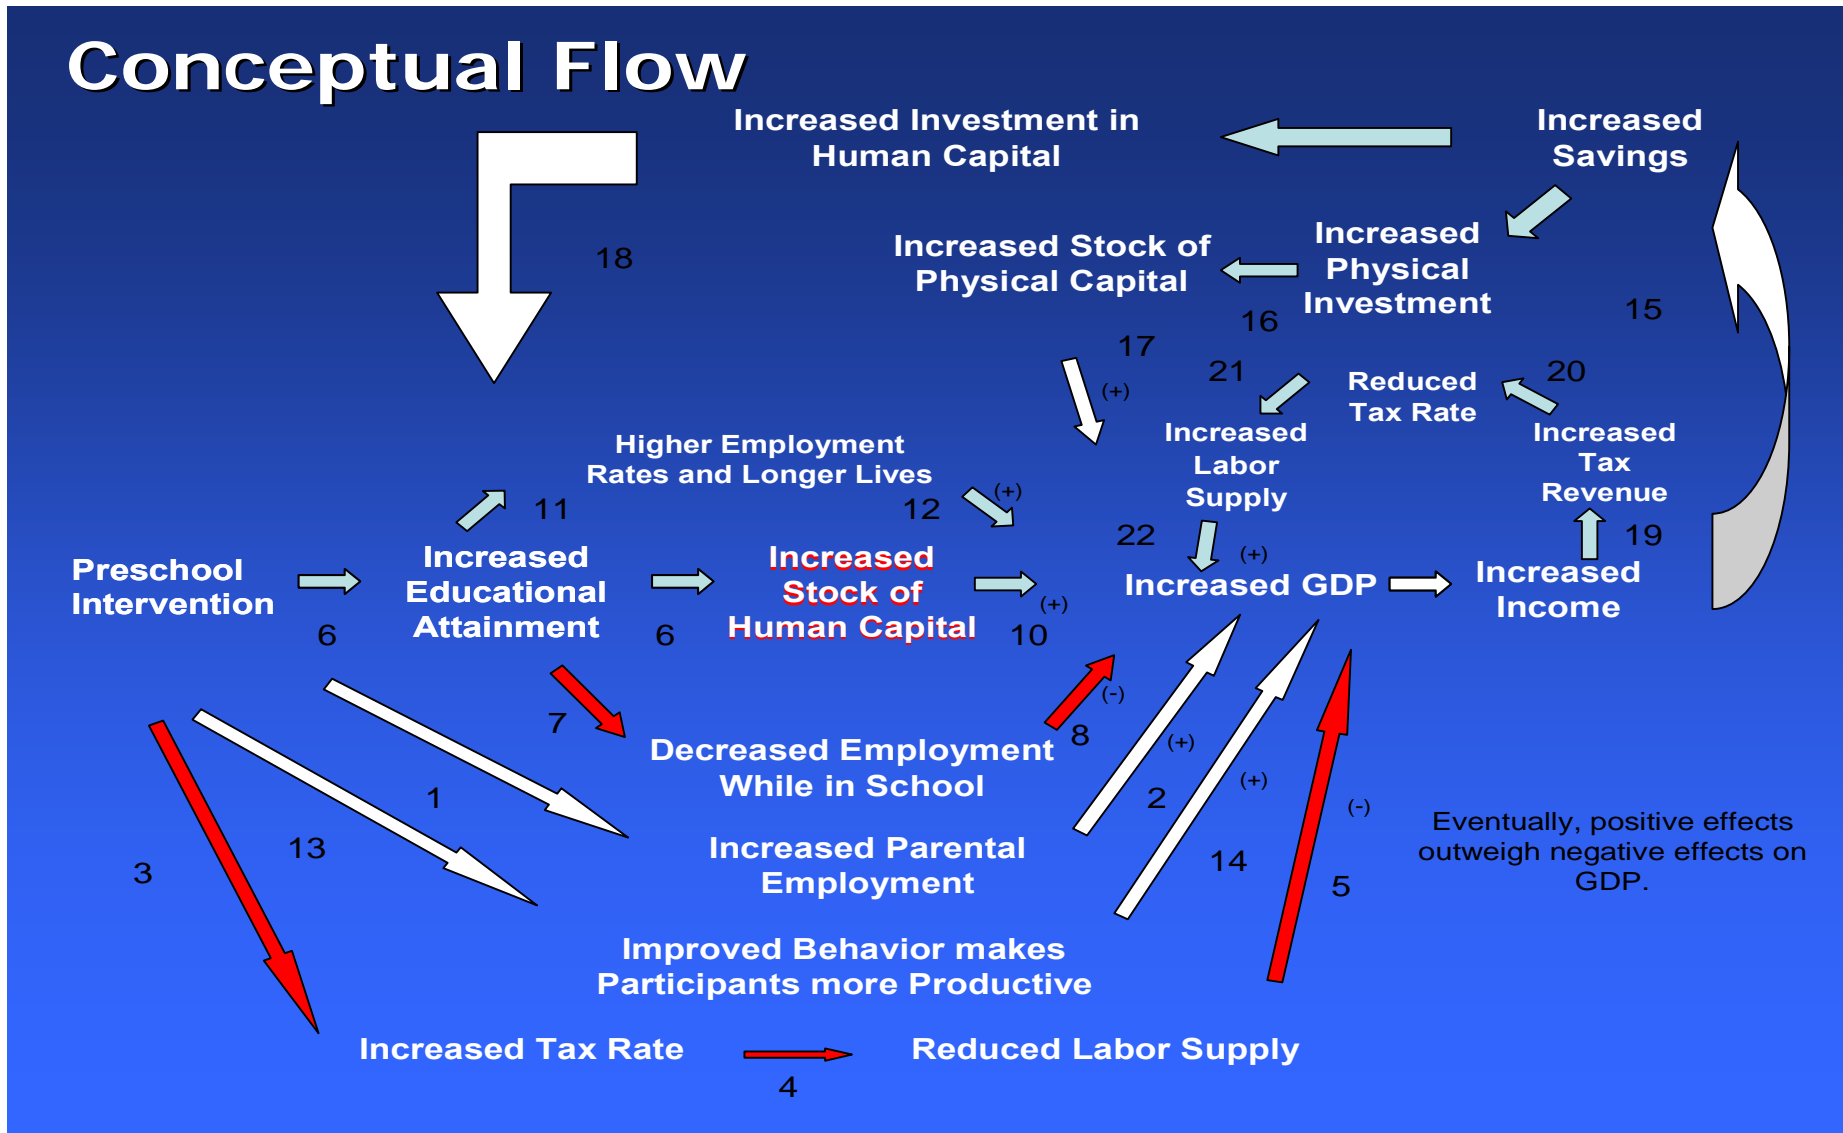 Conceptual Flow
Increased Investment in
Human Capital
Increased
Savings
18
Increased Stock of
Physical Capital
Increased
Physical
Investment
15
16
17
(+)
21
Reduced
Tax Rate
20
Increased
Labor
Supply
Increased
Tax
Revenue
Higher Employment
Rates and Longer Lives
11
12
(+)
22
(+)
19
Preschool
Intervention
6
Increased
Educational
Attainment
6
Increased
Stock of
Human Capital
(+)
10
Increased GDP
Increased
Income
7
Decreased Employment
While in School
(-)
8
(+)
2
(+)
14
(-)
5
1
13
3
Increased Parental
Employment
Eventually, positive effects
outweigh negative effects on
GDP.
Improved Behavior makes
Participants more Productive
Increased Tax Rate
4
Reduced Labor Supply